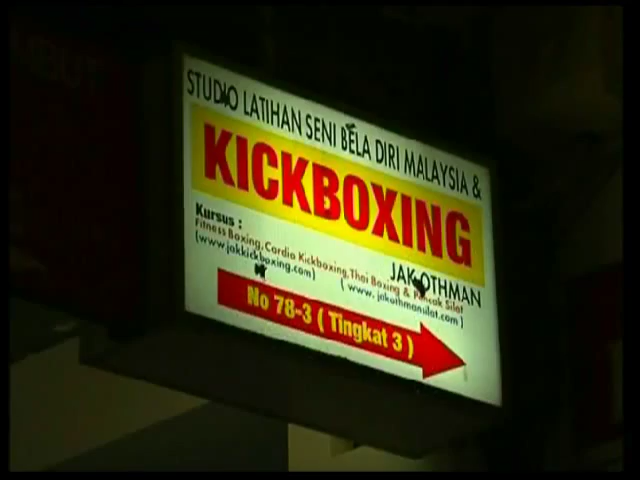 STUDIO LATIHAN SENI BELA DIRI MALAYSIA &
KICKBOXING
JAK OTHMAN
Kursus :
Fitness Boxing, Cardio Kickboxing, Thai Boxing & Pencak Silat
(www.jakkickboxing.com) ( www. jakothmansilat.com )
No 78-3 ( Tingkat 3 )